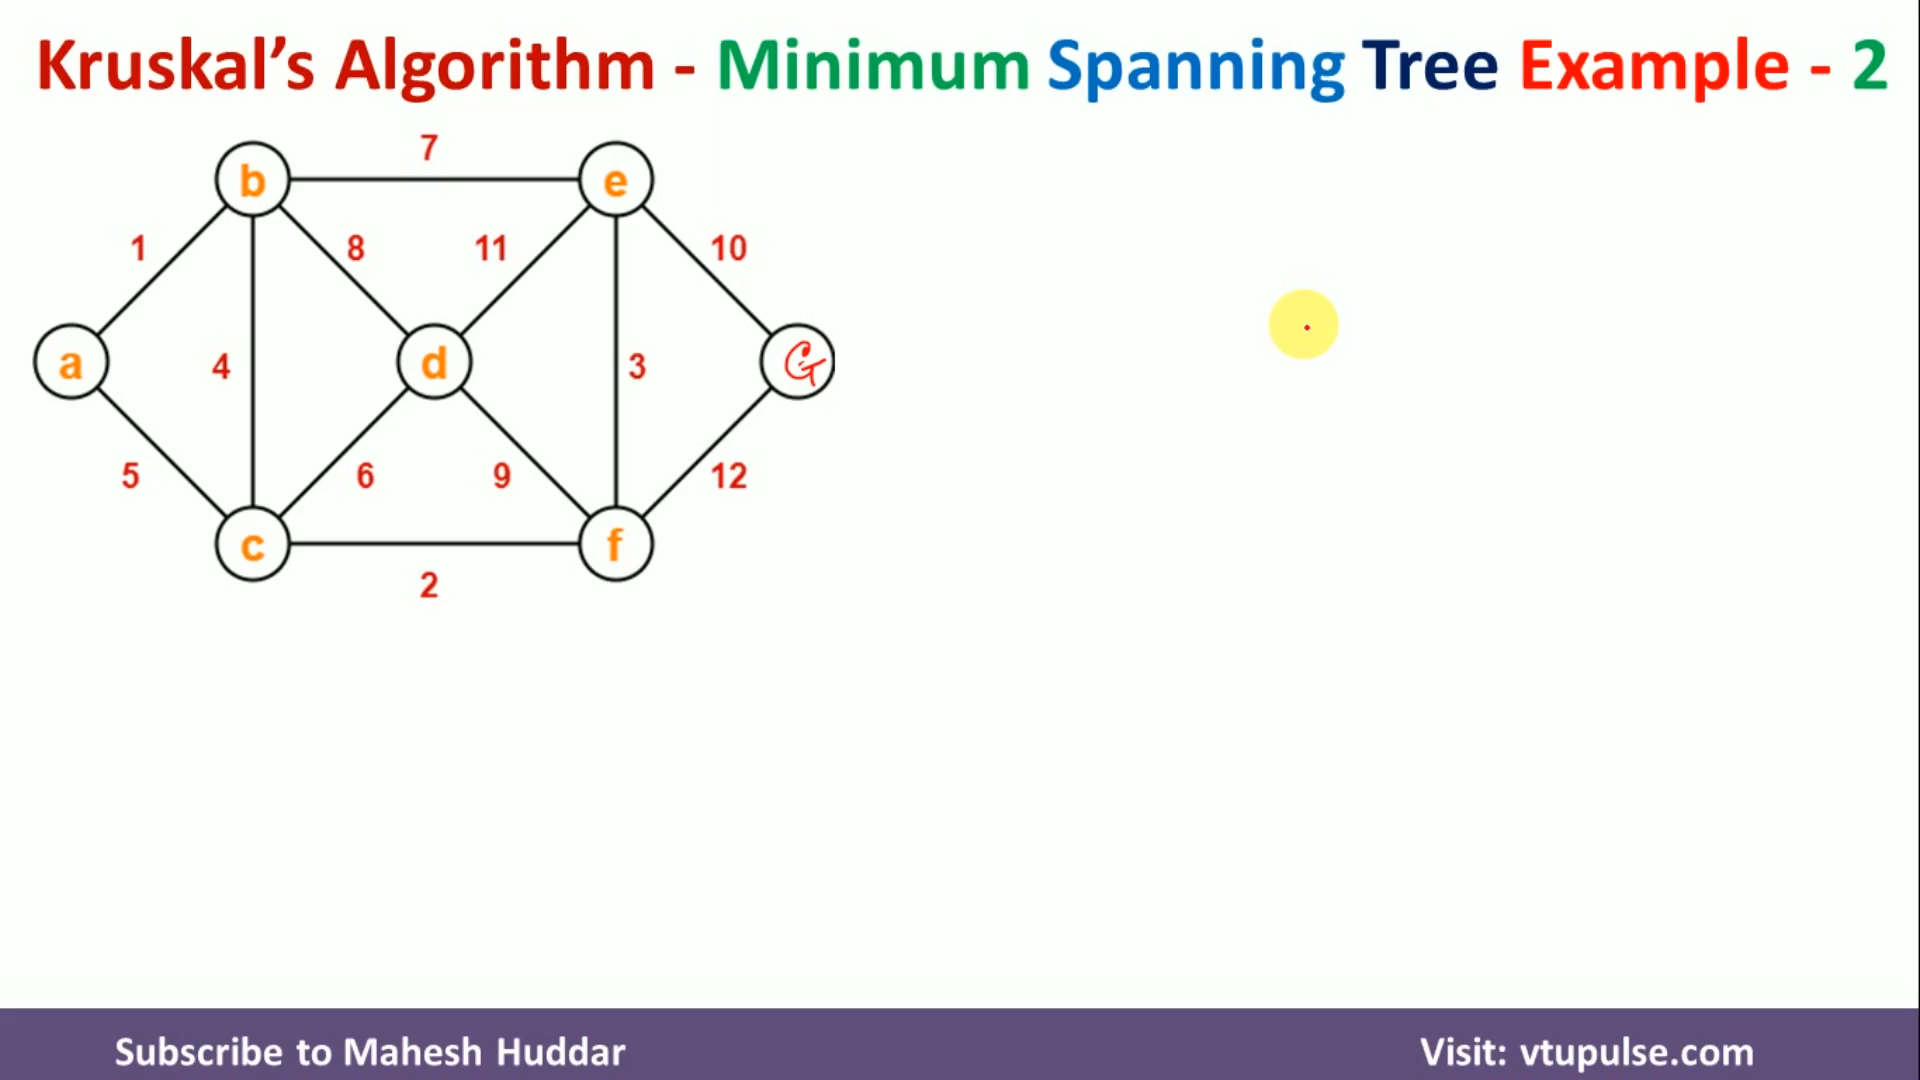 Kruskal’s Algorithm - Minimum Spanning Tree Example - 2
7
b e
1 8 11 10
a 4 d 3 G
5 6 9 12
c f
2
Subscribe to Mahesh Huddar Visit: vtupulse.com